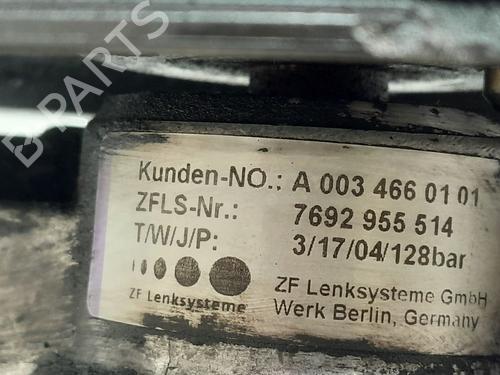 B PARTS
Kunden-NO.: A 003 466 01 01
ZFLS-Nr.: 7692 955 514
T/W/J/P: 3/17/04/128bar
ZF Lenksysteme
ZF Lenksysteme GmbH
Werk Berlin, Germany